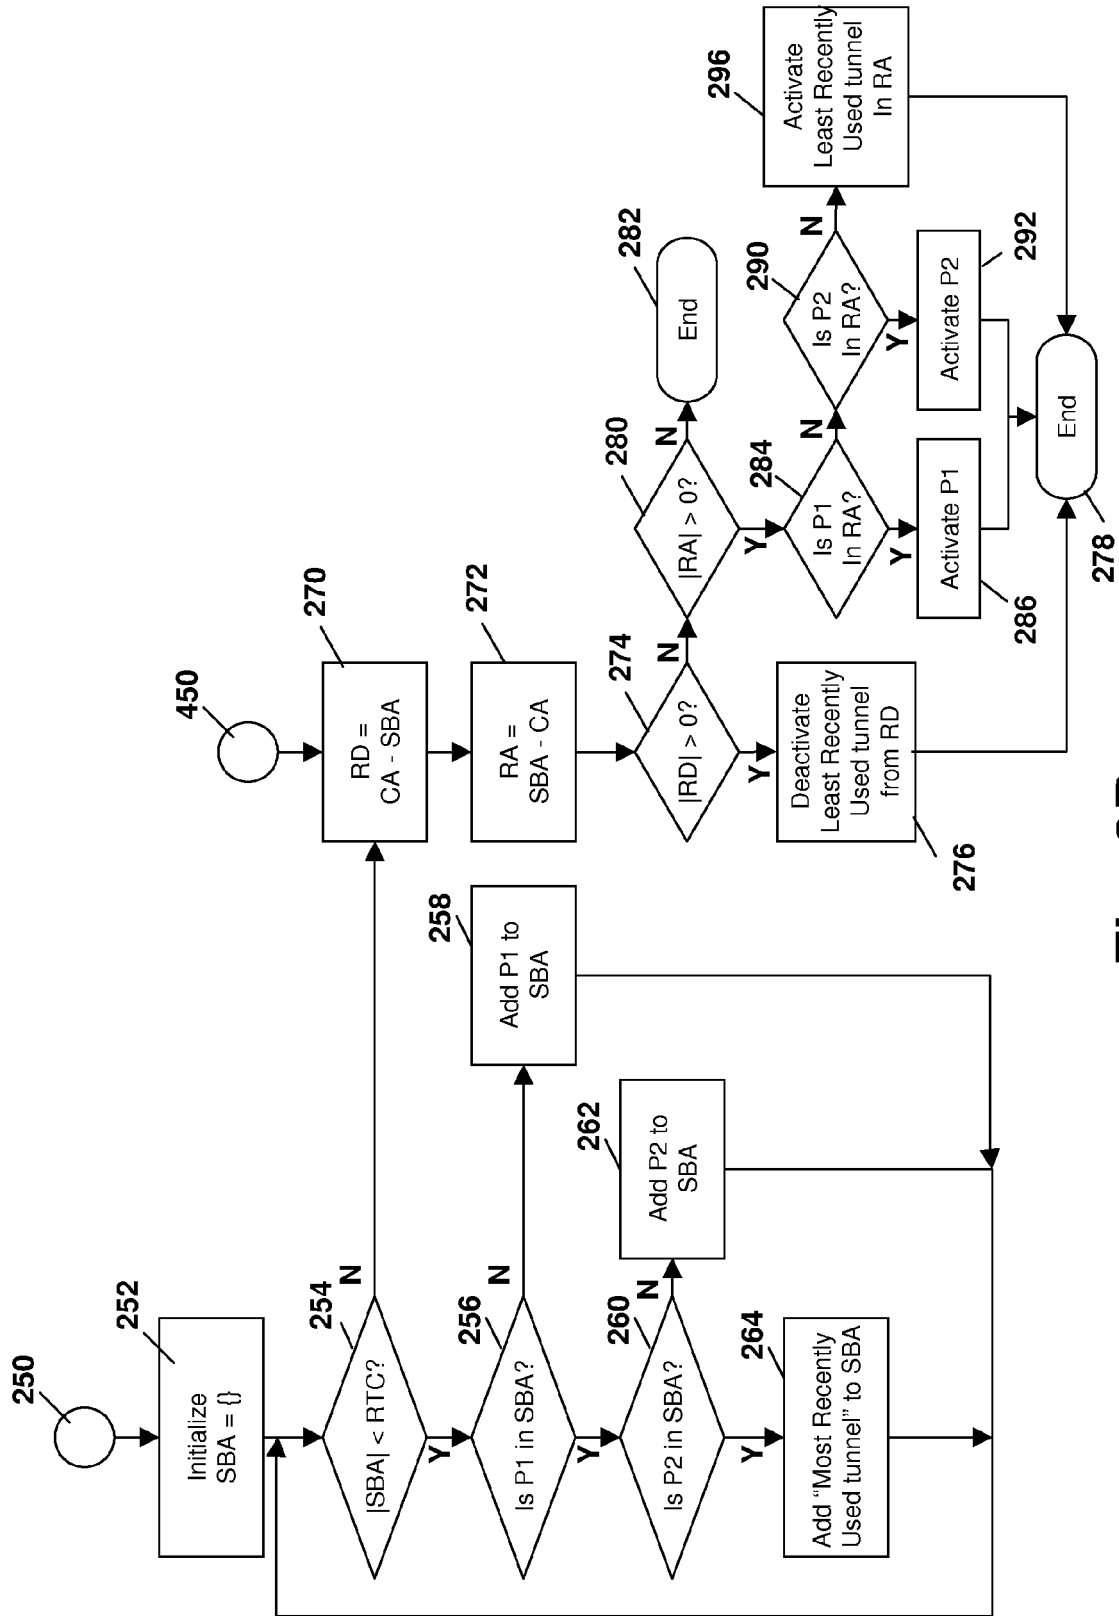 250
252
Initialize
SBA = {}
254
|SBA| < RTC?
N
Y
256
Is P1 in SBA?
N
Y
258
Add P1 to
SBA
260
Is P2 in SBA?
N
Y
262
Add P2 to
SBA
264
Add "Most Recently
Used tunnel" to SBA
450
270
RD =
CA - SBA
272
RA =
SBA - CA
274
|RD| > 0?
N
Y
276
Deactivate
Least Recently
Used tunnel
from RD
280
|RA| > 0?
N
Y
282
End
284
Is P1
In RA?
N
Y
286
Activate P1
290
Is P2
In RA?
N
Y
292
Activate P2
296
Activate
Least Recently
Used tunnel
In RA
278
End